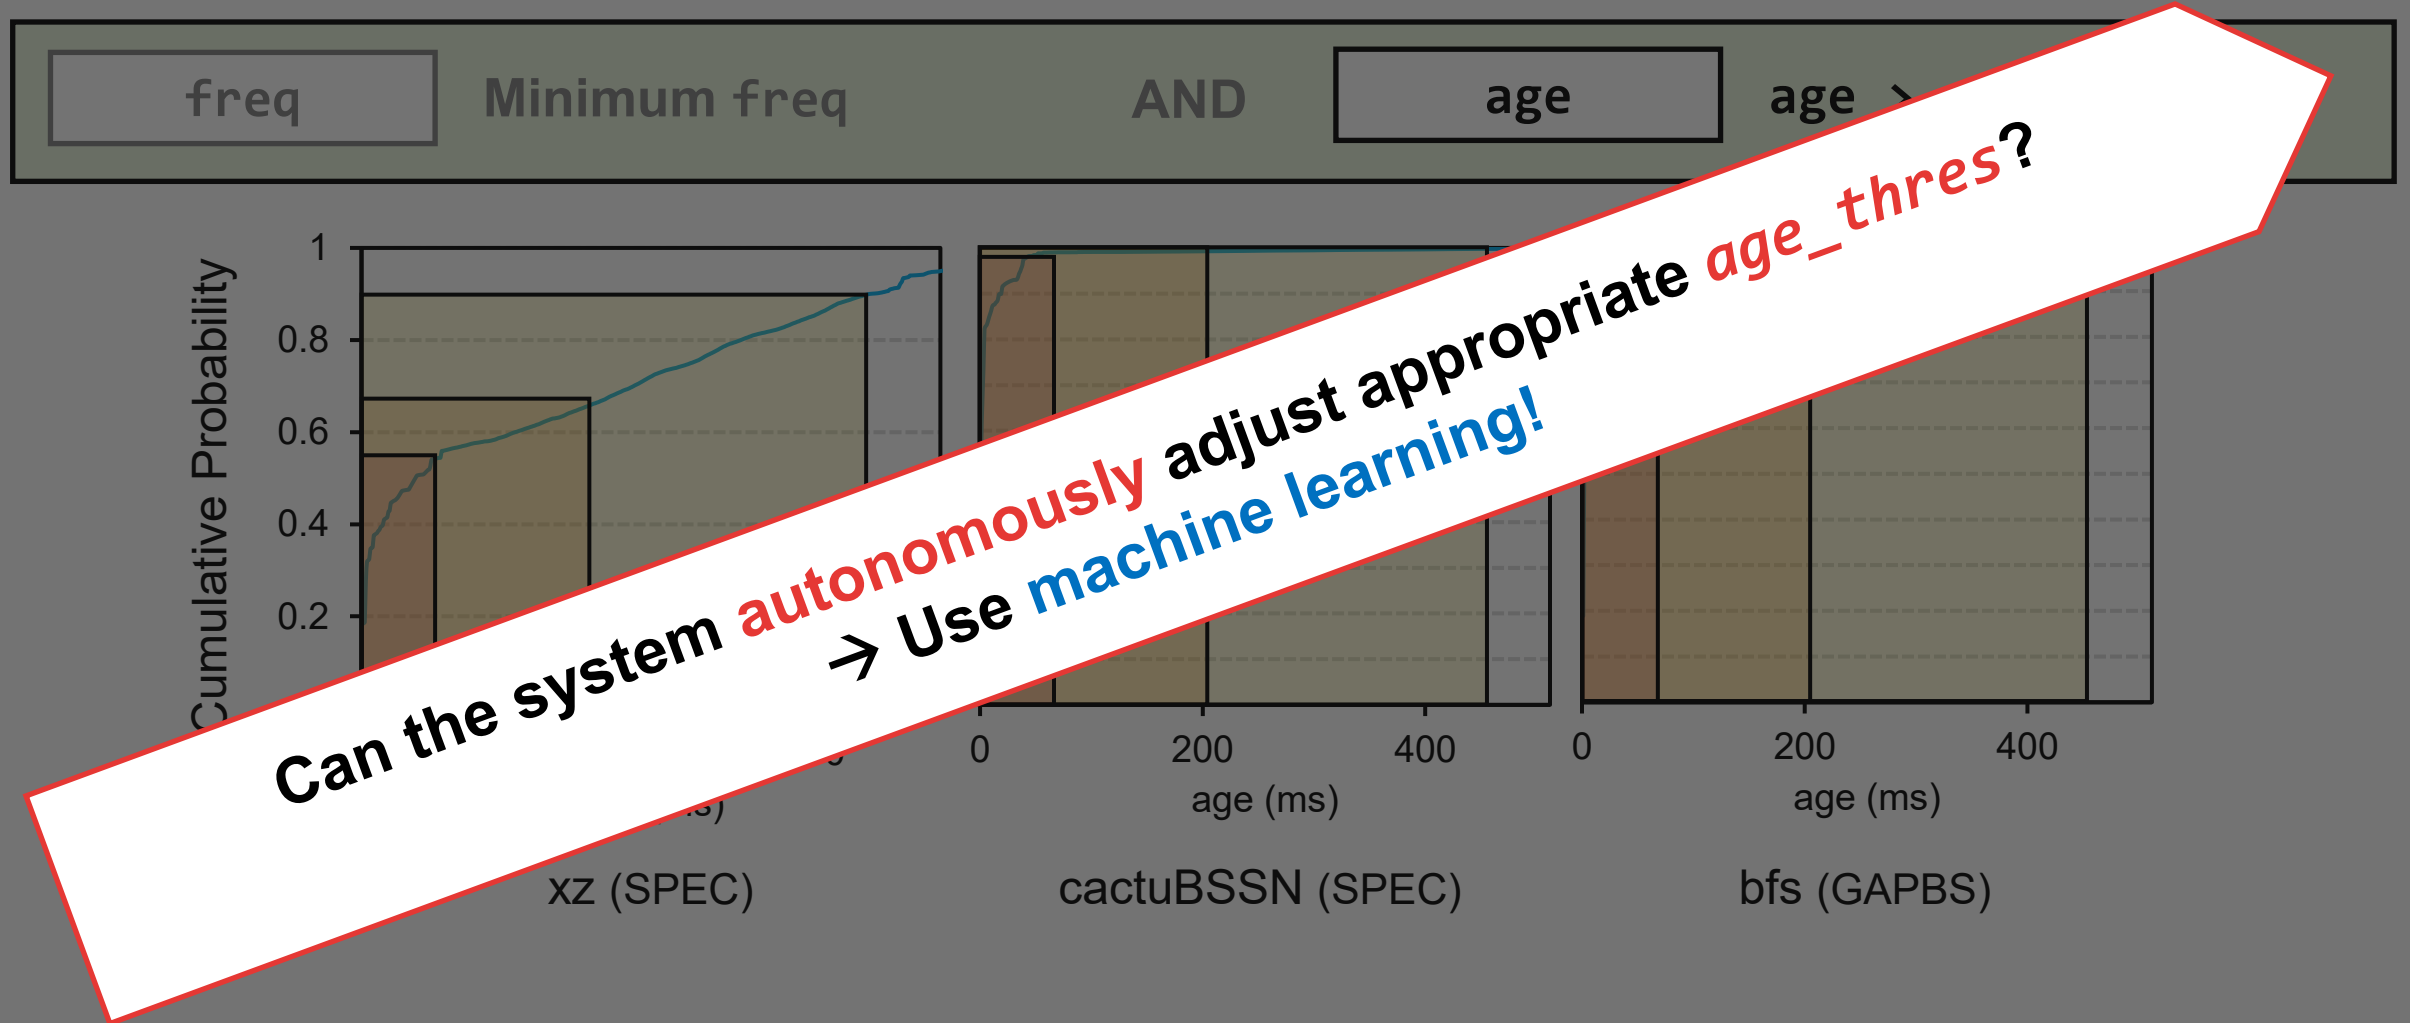 freq Minimum freq AND age age >
Can the system autonomously adjust appropriate age_thres?
→ Use machine learning!
Cumulative Probability
1
0.8
0.6
0.4
0.2
0 200 400
0 200 400
age (ms)
age (ms)
xz (SPEC)
cactuBSSN (SPEC)
bfs (GAPBS)